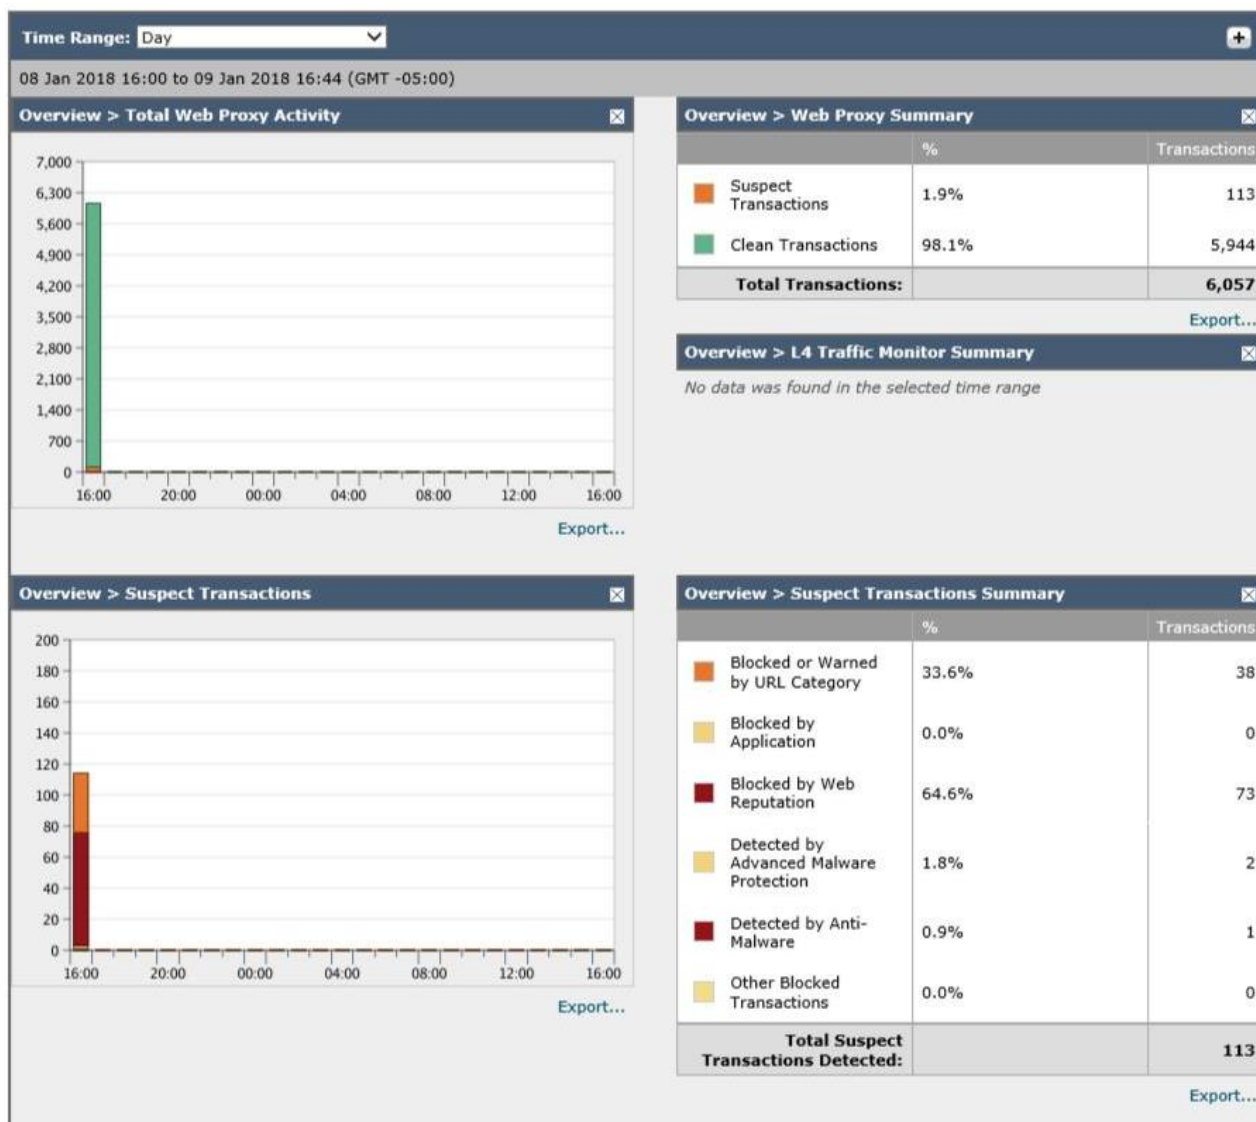 Time Range: Day
08 Jan 2018 16:00 to 09 Jan 2018 16:44 (GMT -05:00)
Overview > Total Web Proxy Activity
7,000
6,300
5,600
4,900
4,200
3,500
2,800
2,100
1,400
700
0
16:00 20:00 00:00 04:00 08:00 12:00 16:00
Export...
Overview > Web Proxy Summary
% Transactions
Suspect
Transactions 1.9% 113
Clean Transactions 98.1% 5,944
Total Transactions: 6,057
Export...
Overview > L4 Traffic Monitor Summary
No data was found in the selected time range
Overview > Suspect Transactions
200
180
160
140
120
100
80
60
40
20
0
16:00 20:00 00:00 04:00 08:00 12:00 16:00
Export...
Overview > Suspect Transactions Summary
% Transactions
Blocked or Warned
by URL Category 33.6% 38
Blocked by
Application 0.0% 0
Blocked by Web
Reputation 64.6% 73
Detected by
Advanced Malware
Protection 1.8% 2
Detected by Anti-
Malware 0.9% 1
Other Blocked
Transactions 0.0% 0
Total Suspect
Transactions Detected: 113
Export...